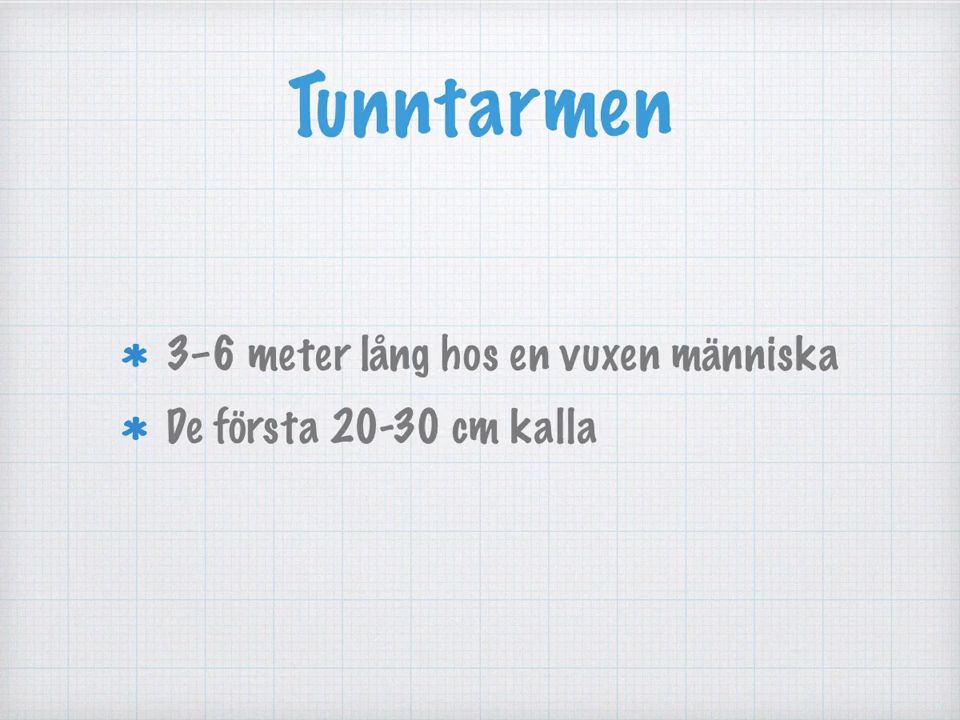 Tunntarmen
* 3-6 meter lång hos en vuxen människa
* De första 20-30 cm kalla